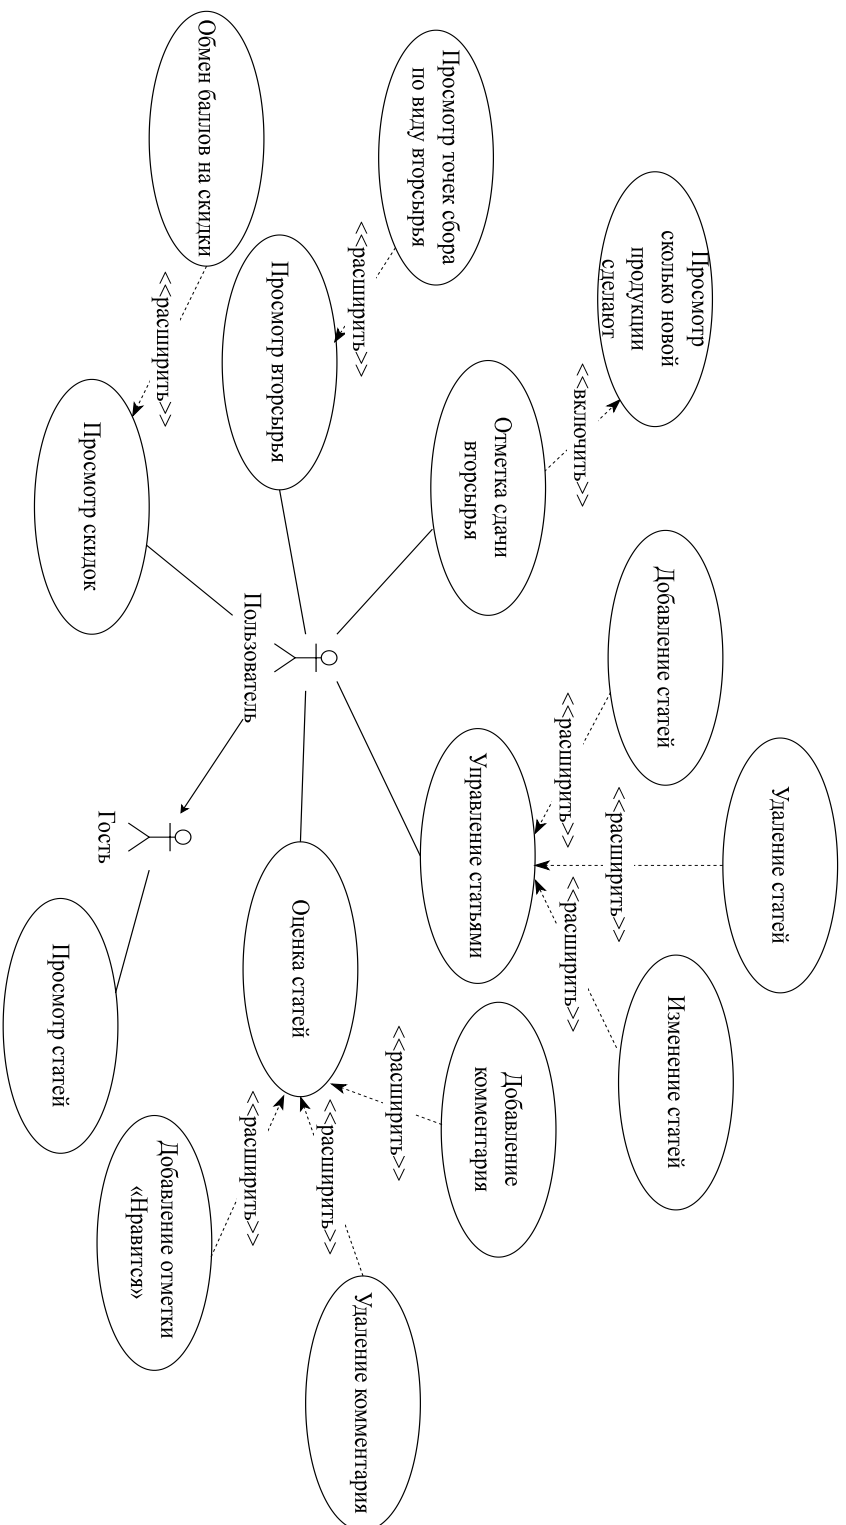 Удаление статей
Добавление статей
Изменение статей
Просмотр
сколько новой
продукции
сделают
<<расширить>>
<<расширить>>
<<расширить>>
<<включить>>
Просмотр точек сбора
по виду вторсырья
Отметка сдачи
вторсырья
Управление статьями
Добавление
комментария
<<расширить>>
<<расширить>>
Удаление комментария
Просмотр вторсырья
Оценка статей
<<расширить>>
<<расширить>>
Пользователь
Обмен баллов на скидки
<<расширить>>
Добавление отметки
«Нравится»
Гость
Просмотр скидок
Просмотр статей